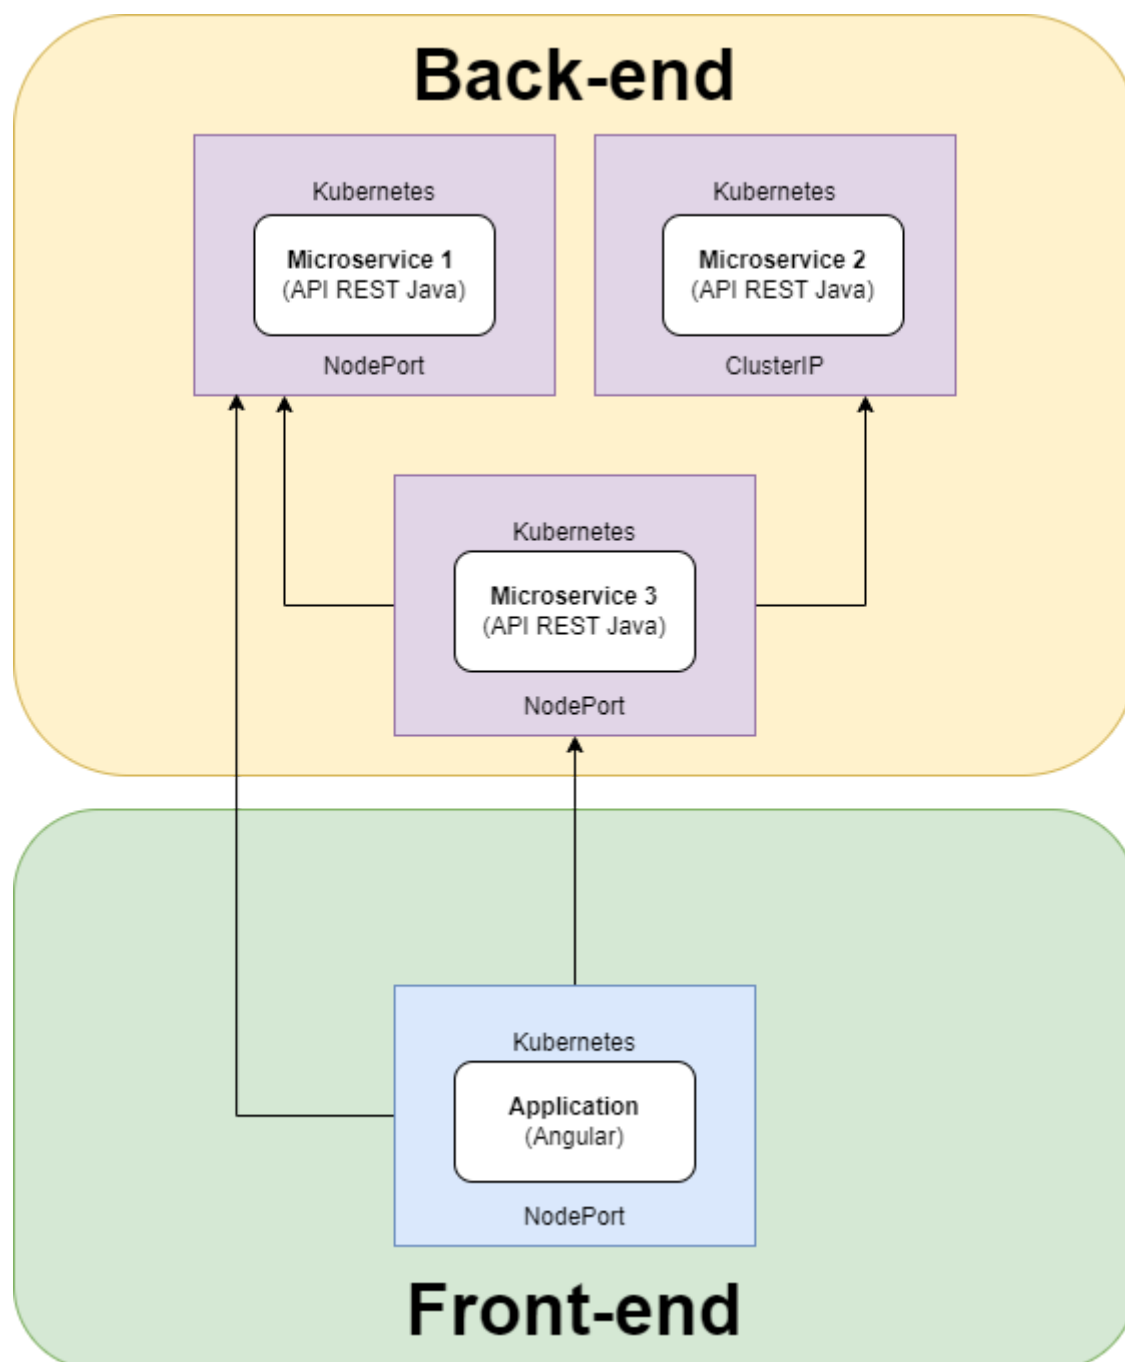 Back-end
Kubernetes
Microservice 1
(API REST Java)
NodePort
Kubernetes
Microservice 2
(API REST Java)
ClusterIP
Kubernetes
Microservice 3
(API REST Java)
NodePort
Kubernetes
Application
(Angular)
NodePort
Front-end